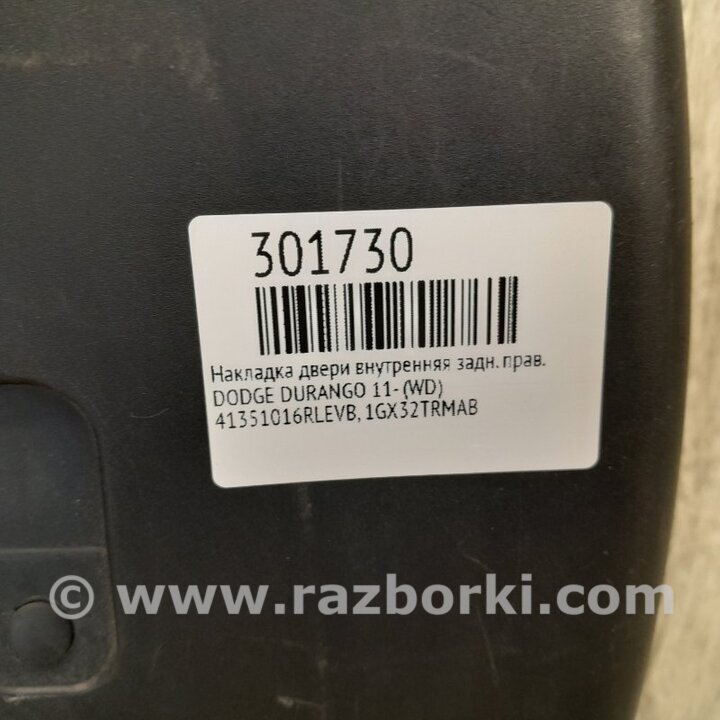 301730
Накладка двери внутренняя задн. прав.
DODGE DURANGO 11- (WD)
41351016RLEVB, 1GX32TRMAB
© www.razborki.com